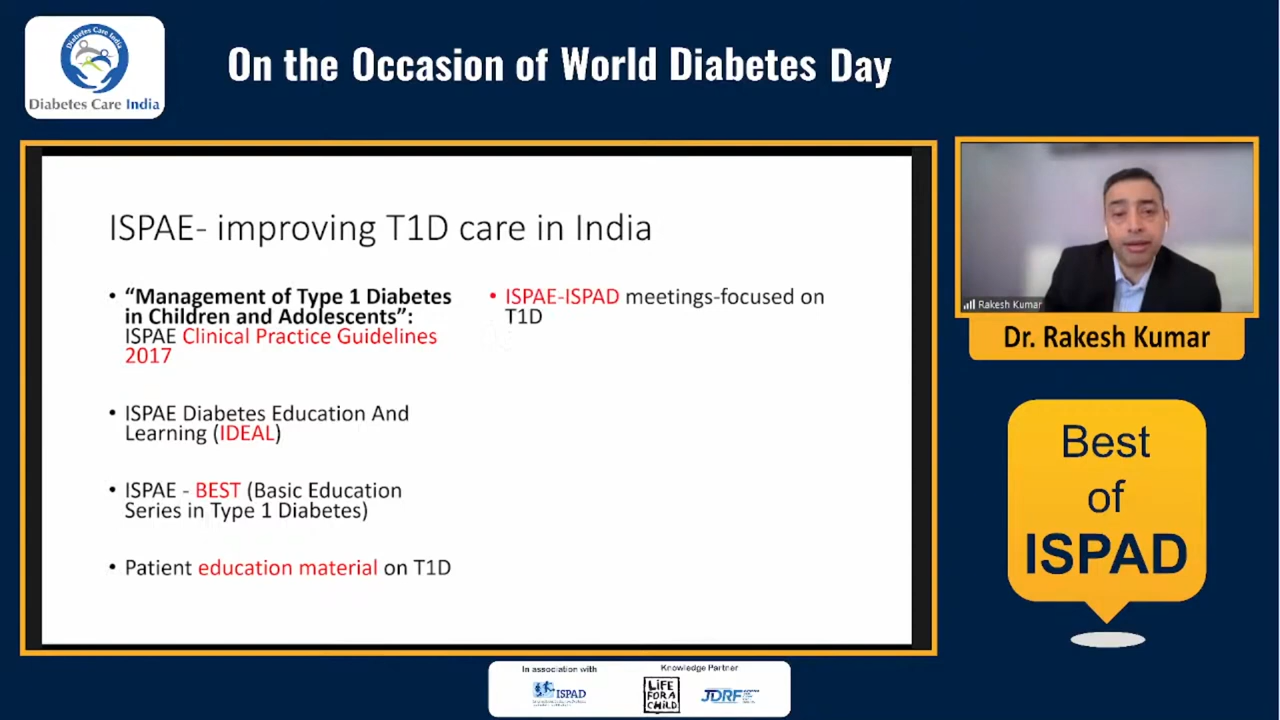 Diabetes Care India
Diabetes Care India
On the Occasion of World Diabetes Day
ISPAE- improving T1D care in India
• “Management of Type 1 Diabetes
in Children and Adolescents”:
ISPAE Clinical Practice Guidelines
2017
• ISPAE Diabetes Education And
Learning (IDEAL)
• ISPAE - BEST (Basic Education
Series in Type 1 Diabetes)
• Patient education material on T1D
• ISPAE-ISPAD meetings-focused on
T1D
Rakesh Kumar
Dr. Rakesh Kumar
Best
of
ISPAD
In association with
ISPAD
Knowledge Partner
LiFE
FOR A
CHiLD
JDRF